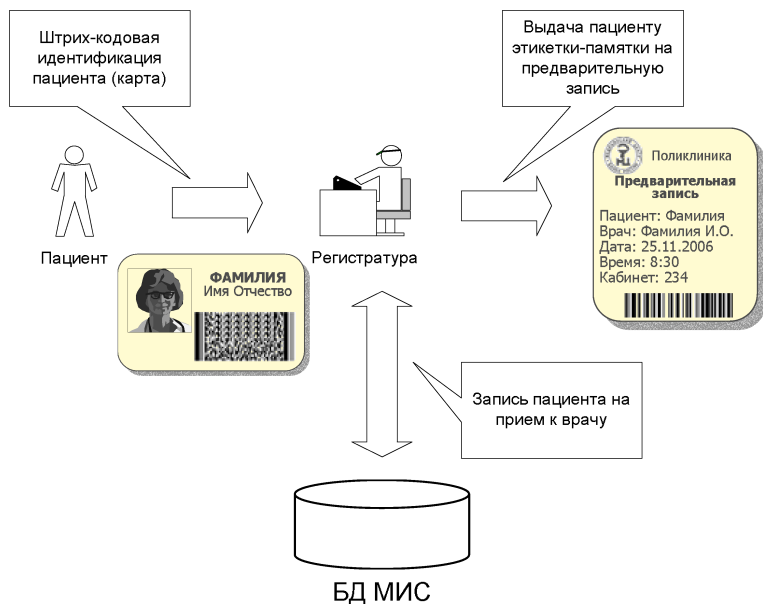 Штрих-кодовая
идентификация
пациента (карта)
Выдача пациенту
этикетки-памятки на
предварительную
запись
Поликлиника
Предварительная
запись
Пациент: Фамилия
Врач: Фамилия И.О.
Дата: 25.11.2006
Время: 8:30
Кабинет: 234
Пациент
Регистратура
ФАМИЛИЯ
Имя Отчество
Запись пациента на
прием к врачу
БД МИС